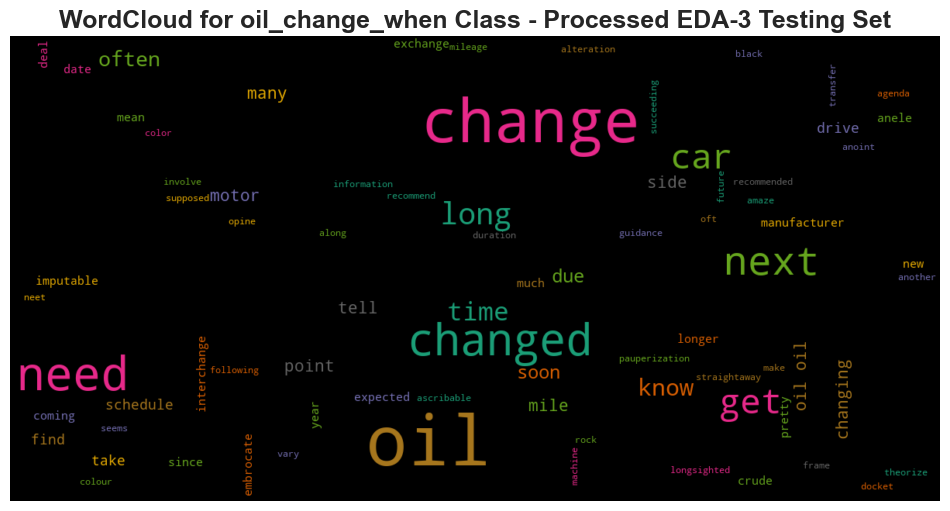 WordCloud for oil_change_when Class - Processed EDA-3 Testing Set
exchange
mileage
alteration
black
deal
date
often
many
change
succeeding
transfer
agenda
mean
color
drive
anele
anoint
car
involve
supposed
motor
information
recommend
side
future
recommended
amaze
opine
along
long
duration
guidance
oft
manufacturer
imputable
neet
much
due
next
new
another
tell
time
changed
longer
pauperization
need
interchange
following
point
soon
know
straightaway
make
get
oil oil
changing
coming
schedule
seems
expected
ascribable
mile
year
pretty
find
take
since
embrocate
vary
oil
rock
machine
longsighted
crude
frame
docket
theorize
colour